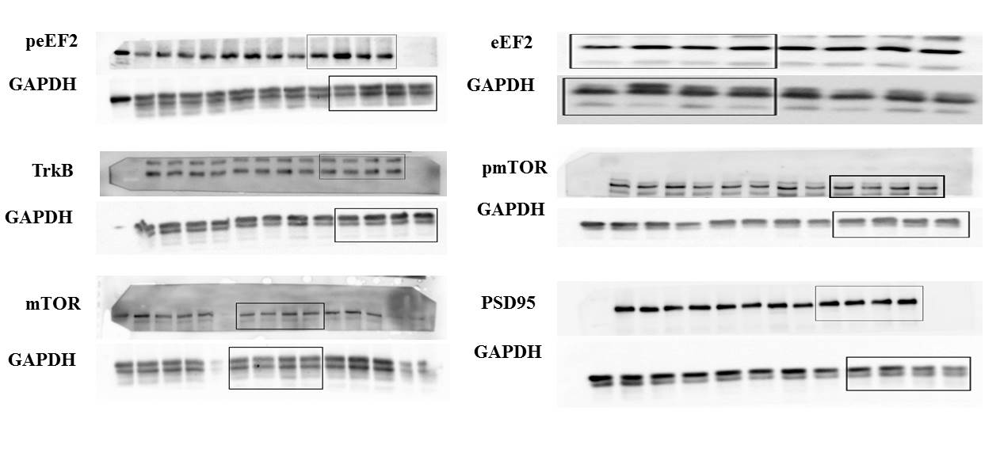 peEF2
GAPDH
eEF2
GAPDH
TrkB
GAPDH
pmTOR
GAPDH
mTOR
GAPDH
PSD95
GAPDH